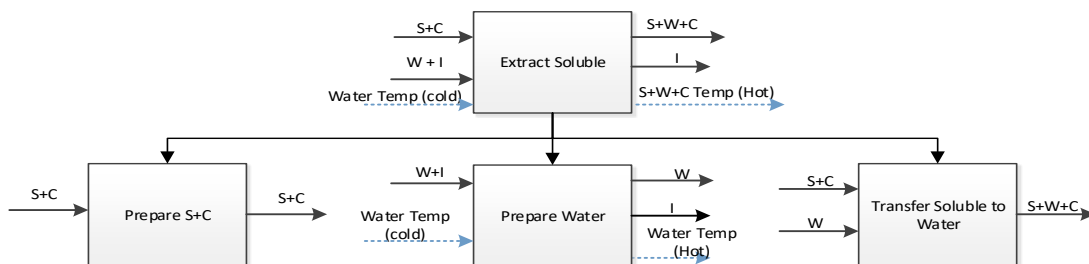 S+C
W + I
Water Temp (cold)
Extract Soluble
S+W+C
I
S+W+C Temp (Hot)
S+C
Prepare S+C
S+C
W+I
Water Temp
(cold)
Prepare Water
W
I
Water Temp
(Hot)
S+C
W
Transfer Soluble to
Water
S+W+C